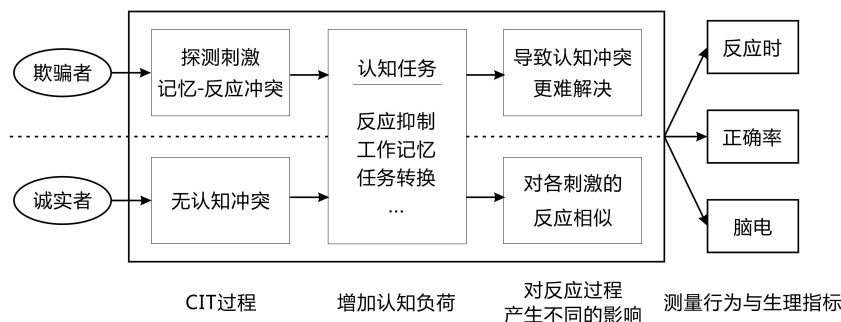 欺骗者
探测刺激
记忆-反应冲突
认知任务
反应抑制
工作记忆
任务转换
...
导致认知冲突
更难解决
反应时
正确率
脑电
诚实者
无认知冲突
对各刺激的
反应相似
CIT过程
增加认知负荷
对反应过程
产生不同的影响
测量行为与生理指标